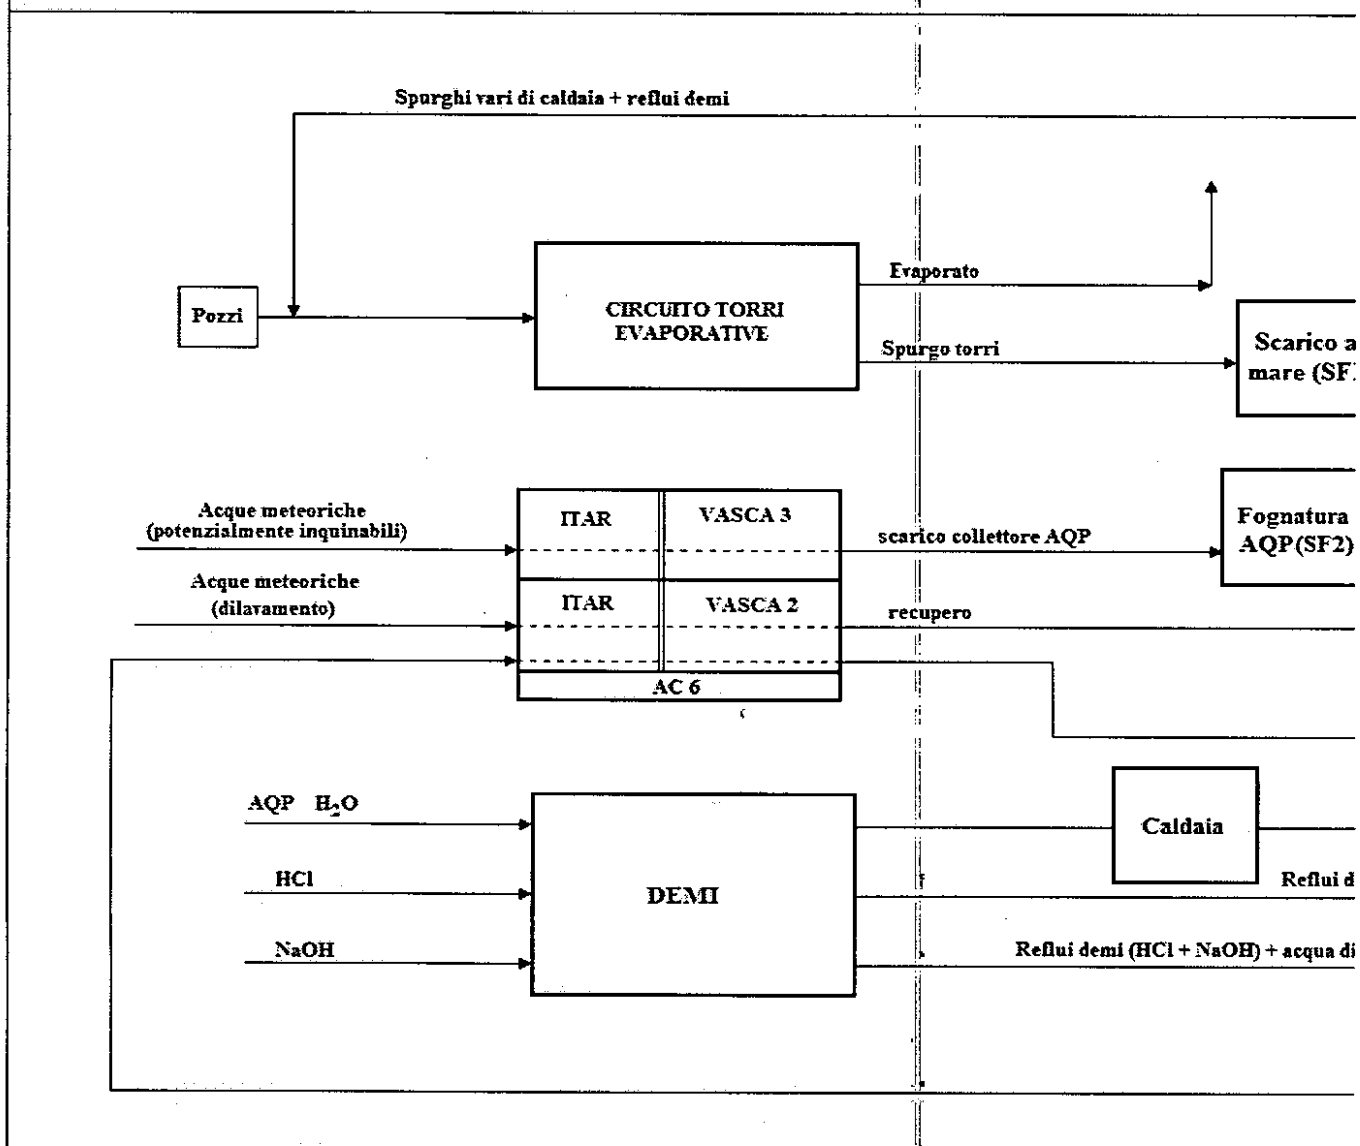 Spurghi vari di caldaia + reflui demi
Evaporato
Pozzi
CIRCUITO TORRI
EVAPORATIVE
Spurgo torri
Scarico a
mare (SF
Acque meteoriche
(potenzialmente inquinabili)
ITAR
VASCA 3
scarico collettore AQP
Fognatura
AQP(SF2)
Acque meteoriche
(dilavamento)
ITAR
VASCA 2
recupero
AC 6
AQP H2O
HCl
NaOH
DEMI
Caldaia
Reflui d
Reflui demi (HCl + NaOH) + acqua di